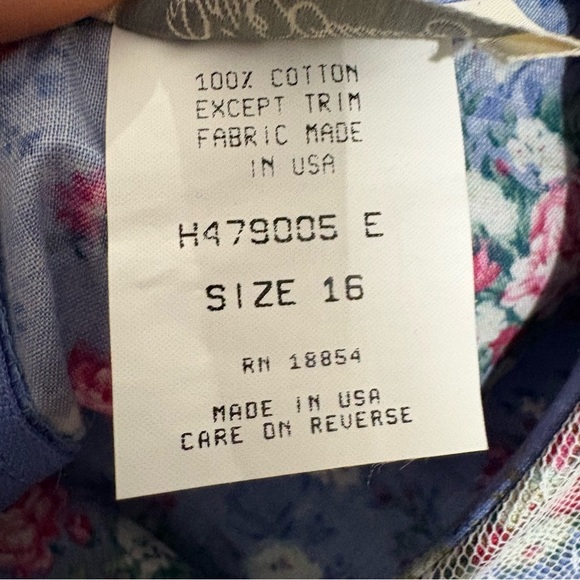 100% COTTON
EXCEPT TRIM
FABRIC MADE
IN USA
H479005 E
SIZE 16
RN 18854
MADE IN USA
CARE ON REVERSE